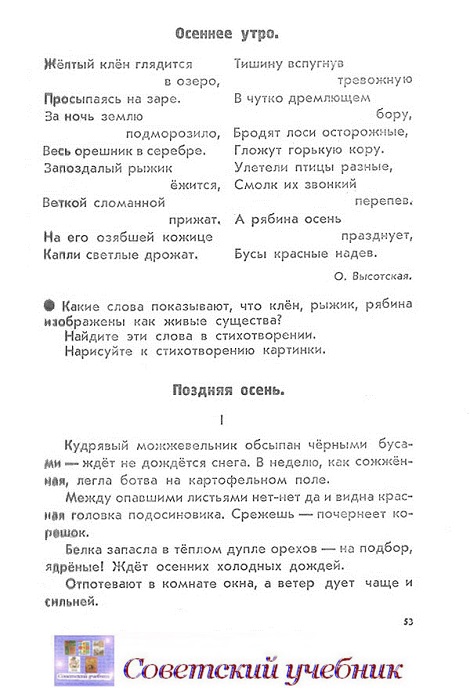 Осеннее утро.
Жёлтый клён глядится
в озеро,
Просыпаясь на заре.
За ночь землю
подморозило,
Весь орешник в серебре.
Запоздалый рыжик
ёжится,
Веткой сломанной
прижат.
На его озябшей кожице
Капли светлые дрожат.
Тишину вспугнув
тревожную
В чутко дремлющем
бору,
Бродят лоси осторожные,
Гложут горькую кору.
Улетели птицы разные,
Смолк их звонкий
перепев.
А рябина осень
празднует,
Бусы красные надев.
О. Высотская.
● Какие слова показывают, что клён, рыжик, рябина
изображены как живые существа?
Найдите эти слова в стихотворении.
Нарисуйте к стихотворению картинки.
Поздняя осень.
I
Кудрявый можжевельник обсыпан чёрными буса-
ми — ждёт не дождётся снега. В неделю, как сожжён-
ная, легла ботва на картофельном поле.
Между опавшими листьями нет-нет да и видна крас-
ная головка подосиновика. Срежешь — почернеет ко-
решок.
Белка запасла в тёплом дупле орехов — на подбор,
ядрёные! Ждёт осенних холодных дождей.
Отпотевают в комнате окна, а ветер дует чаще и
сильней.
53
Советский учебник
Советский учебник